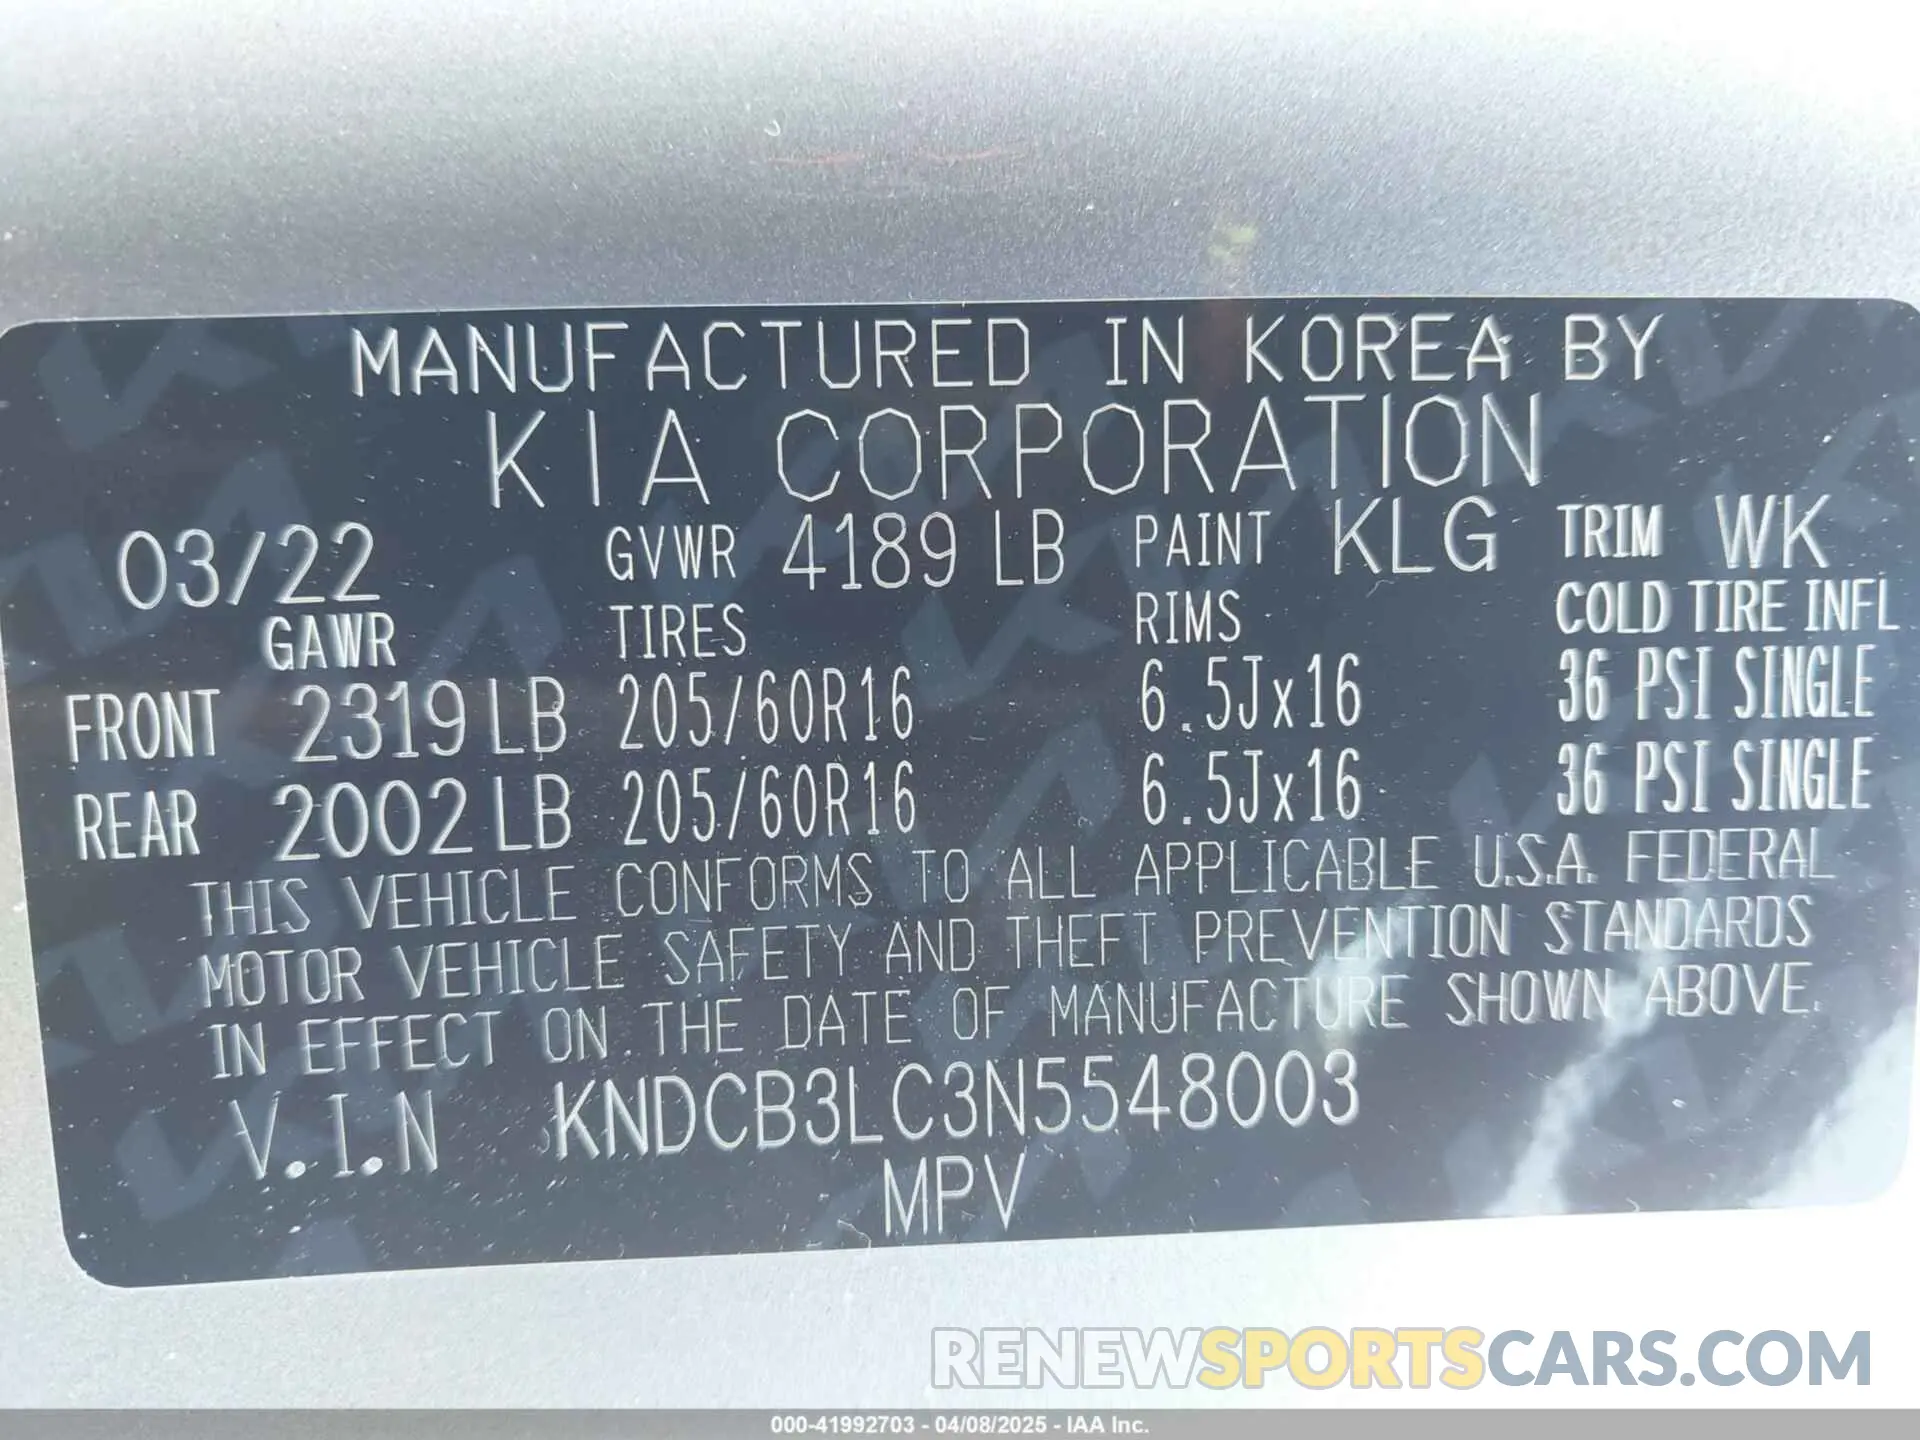 MANUFACTURED IN KOREA BY
KIA CORPORATION
03/22 GVWR 4189 LB PAINT KLG TRIM WK
GAWR TIRES RIMS COLD TIRE INFL
FRONT 2319 LB 205/60R16 6.5Jx16 36 PSI SINGLE
REAR 2002 LB 205/60R16 6.5Jx16 36 PSI SINGLE
THIS VEHICLE CONFORMS TO ALL APPLICABLE U.S.A. FEDERAL
MOTOR VEHICLE SAFETY AND THEFT PREVENTION STANDARDS
IN EFFECT ON THE DATE OF MANUFACTURE SHOWN ABOVE.
V.I.N KNDCB3LC3N5548003
MPV
RENEWSPORTSCARS.COM
000-41992703 - 04/08/2025 - IAA Inc.